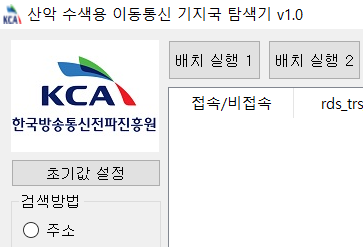 산악 수색용 이동통신 기지국 탐색기 v1.0
배치 실행 1
배치 실행 2
KCA
한국방송통신전파진흥원
접속/비접속
rds_trs
초기값 설정
검색방법
주소